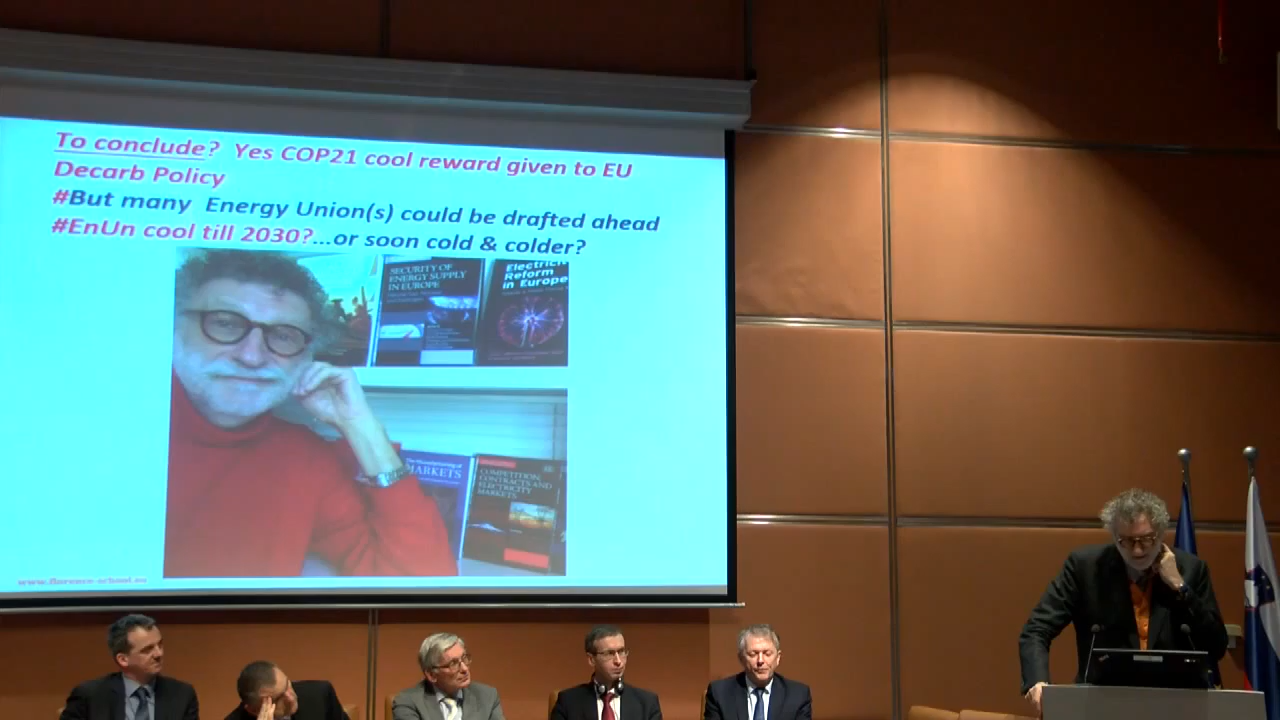 To conclude? Yes COP21 cool reward given to EU
Decarb Policy
#But many Energy Union(s) could be drafted ahead
#EnUn cool till 2030?...or soon cold & colder?
SECURITY OF
ENERGY SUPPLY
IN EUROPE
Electricity
Reform
in Europe
MARKETS
COMPETITION,
CONTRACTS AND
ELECTRICITY
MARKETS
www.florence-school.eu